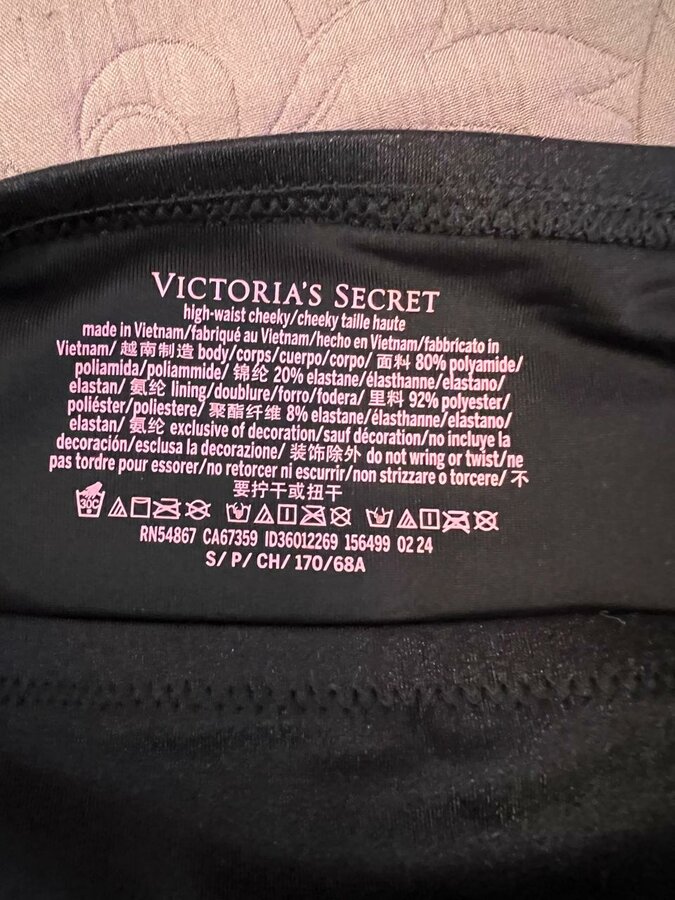 VICTORIA'S SECRET
high-waist cheeky/cheeky taille haute
made in Vietnam/fabriqué au Vietnam/hecho en Vietnam/fabbricato in
Vietnam/ 越南制造 body/corps/cuerpo/corpo/ 面料 80% polyamide/
poliamida/poliammide/ 锦纶 20% elastane/élasthanne/elastano/
elastan/ 氨纶 lining/doublure/forro/fodera/ 里料 92% polyester/
poliéster/poliestere/ 聚酯纤维 8% elastane/élasthanne/elastano/
elastan/ 氨纶 exclusive of decoration/sauf décoration/no incluye la
decoración/esclusa la decorazione/ 装饰除外 do not wring or twist/ne
pas tordre pour essorer/no retorcer ni escurrir/non strizzare o torcere/ 不
要拧干或扭干
30C
RN54867 CA67359 ID36012269 156499 02 24
S/ P/ CH/ 170/68A